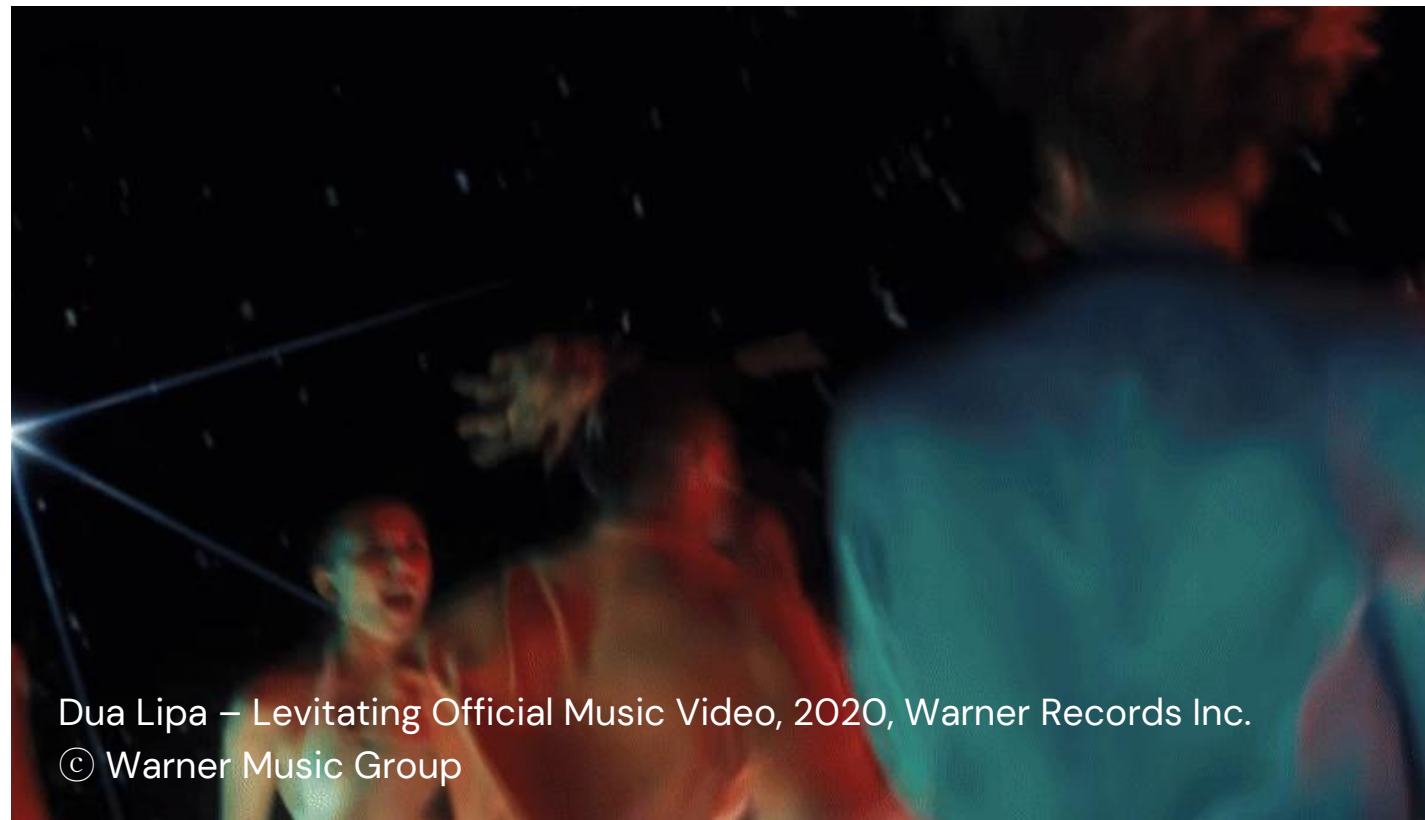 Dua Lipa – Levitating Official Music Video, 2020, Warner Records Inc.
© Warner Music Group